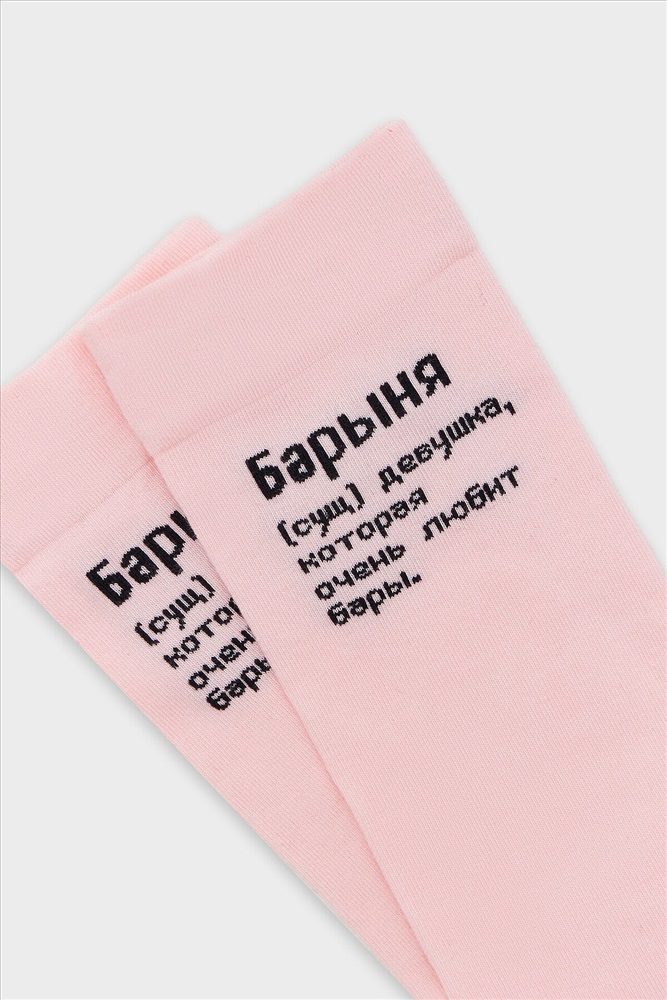 Барыня
(сущ) девушка,
которая
очень любит
бары.
Бары
(сущ)
котор
очен
бары